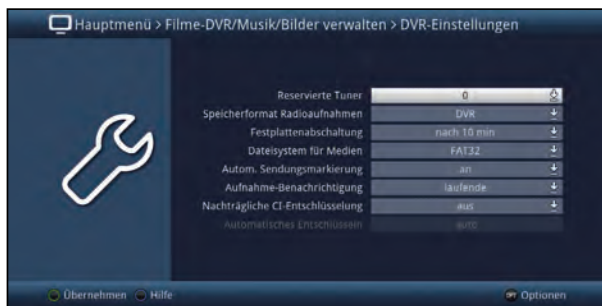 Hauptmenü > Filme-DVR/Musik/Bilder verwalten > DVR-Einstellungen
Reservierte Tuner 0
Speicherformat Radioaufnahmen DVR
Festplattenabschaltung nach 10 min
Dateisystem für Medien FAT32
Autom. Sendungsmarkierung an
Aufnahme-Benachrichtigung laufende
Nachträgliche CI-Entschlüsselung aus
Automatisches Entschlüsseln auto
Übernehmen Hilfe OPT Optionen